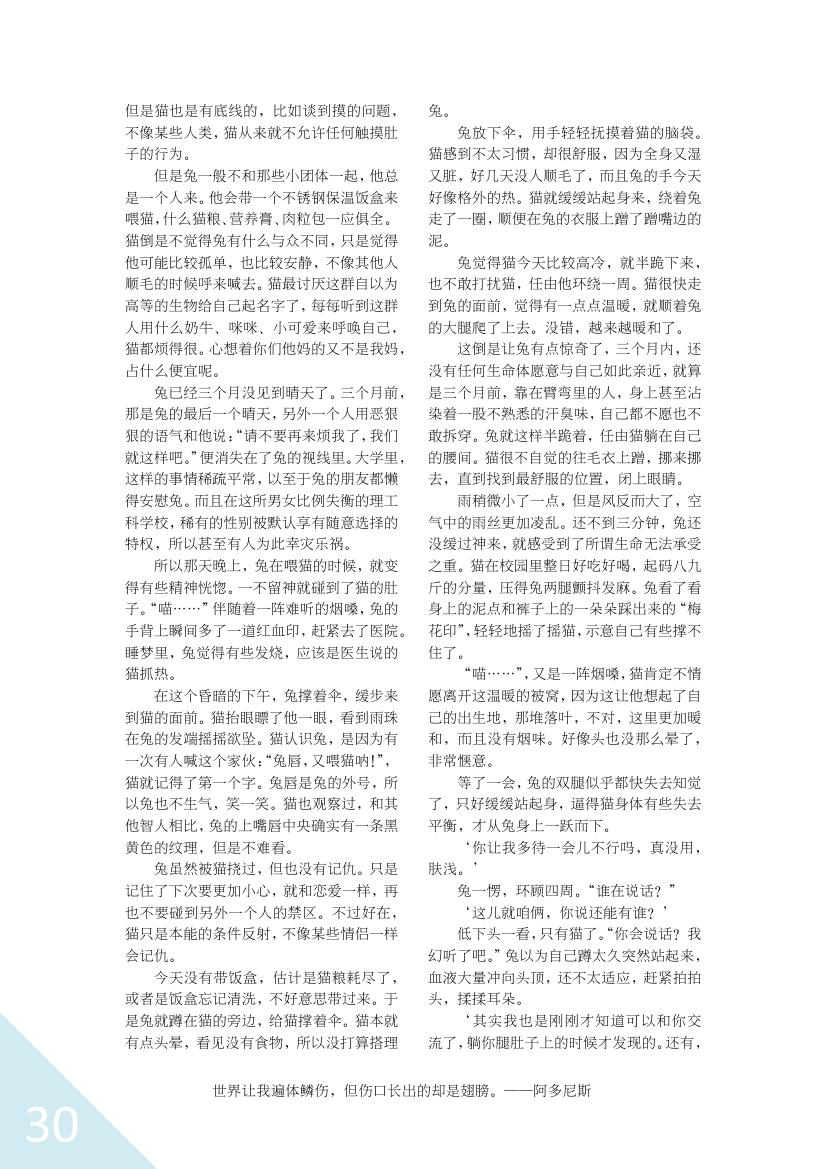 但是猫也是有底线的，比如谈到摸的问题，
不像某些人类，猫从来就不允许任何触摸肚
子的行为。
但是兔一般不和那些小团体一起，他总
是一个人来。他会带一个不锈钢保温饭盒来
喂猫，什么猫粮、营养膏、肉粒包一应俱全。
猫倒是不觉得兔有什么与众不同，只是觉得
他可能比较孤单，也比较安静，不像其他人
顺毛的时候呼来喊去。猫最讨厌这群自以为
高等的生物给自己起名字了，每每听到这群
人用什么奶牛、咪咪、小可爱来呼唤自己，
猫都烦得很。心想着你们他妈的又不是我妈，
占什么便宜呢。
兔已经三个月没见到晴天了。三个月前，
那是兔的最后一个晴天，另外一个人用恶狠
狠的语气和他说：“请不要再来烦我了，我们
就这样吧。”便消失在了兔的视线里。大学里，
这样的事情稀疏平常，以至于兔的朋友都懒
得安慰兔。而且在这所男女比例失衡的理工
科学校，稀有的性别被默认享有随意选择的
特权，所以甚至有人为此幸灾乐祸。
所以那天晚上，兔在喂猫的时候，就变
得有些精神恍惚。一不留神就碰到了猫的肚
子。“喵……”伴随着一阵难听的烟嗓，兔的
手背上瞬间多了一道红血印，赶紧去了医院。
睡梦里，兔觉得有些发烧，应该是医生说的
猫抓热。
在这个昏暗的下午，兔撑着伞，缓步来
到猫的面前。猫抬眼瞟了他一眼，看到雨珠
在兔的发端摇摇欲坠。猫认识兔，是因为有
一次有人喊这个家伙：“兔唇，又喂猫呐！”，
猫就记得了第一个字。兔唇是兔的外号，所
以兔也不生气，笑一笑。猫也观察过，和其
他智人相比，兔的上嘴唇中央确实有一条黑
黄色的纹理，但是不难看。
兔虽然被猫挠过，但也没有记仇。只是
记住了下次要更加小心，就和恋爱一样，再
也不要碰到另外一个人的禁区。不过好在，
猫只是本能的条件反射，不像某些情侣一样
会记仇。
今天没有带饭盒，估计是猫粮耗尽了，
或者是饭盒忘记清洗，不好意思带过来。于
是兔就蹲在猫的旁边，给猫撑着伞。猫本就
有点头晕，看见没有食物，所以没打算搭理
兔。
兔放下伞，用手轻轻抚摸着猫的脑袋。
猫感到不太习惯，却很舒服，因为全身又湿
又脏，好几天没人顺毛了，而且兔的手今天
好像格外的热。猫就缓缓站起身来，绕着兔
走了一圈，顺便在兔的衣服上蹭了蹭嘴边的
泥。
兔觉得猫今天比较高冷，就半跪下来，
也不敢打扰猫，任由他环绕一周。猫很快走
到兔的面前，觉得有一点点温暖，就顺着兔
的大腿爬了上去。没错，越来越暖和了。
这倒是让兔有点惊奇了，三个月内，还
没有任何生命体愿意与自己如此亲近，就算
是三个月前，靠在臂弯里的人，身上甚至沾
染着一股不熟悉的汗臭味，自己都不愿也不
敢拆穿。兔就这样半跪着，任由猫躺在自己
的腰间。猫很不自觉的往毛衣上蹭，挪来挪
去，直到找到最舒服的位置，闭上眼睛。
雨稍微小了一点，但是风反而大了，空
气中的雨丝更加凌乱。还不到三分钟，兔还
没缓过神来，就感受到了所谓生命无法承受
之重。猫在校园里整日好吃好喝，起码八九
斤的分量，压得兔两腿颤抖发麻。兔看了看
身上的泥点和裤子上的一朵朵踩出来的“梅
花印”，轻轻地摇了摇猫，示意自己有些撑不
住了。
“喵……”，又是一阵烟嗓，猫肯定不情
愿离开这温暖的被窝，因为这让他想起了自
己的出生地，那堆落叶，不对，这里更加暖
和，而且没有烟味。好像头也没那么晕了，
非常惬意。
等了一会，兔的双腿似乎都快失去知觉
了，只好缓缓站起身，逼得猫身体有些失去
平衡，才从兔身上一跃而下。
‘你让我多待一会儿不行吗，真没用，
肤浅。’
兔一愣，环顾四周。“谁在说话？”
‘这儿就咱俩，你说还能有谁？’
低下头一看，只有猫了。“你会说话？我
幻听了吧。”兔以为自己蹲太久突然站起来，
血液大量冲向头顶，还不太适应，赶紧拍拍
头，揉揉耳朵。
‘其实我也是刚刚才知道可以和你交
流了，躺你腿肚子上的时候才发现的。还有，
世界让我遍体鳞伤，但伤口长出的却是翅膀。——阿多尼斯
30